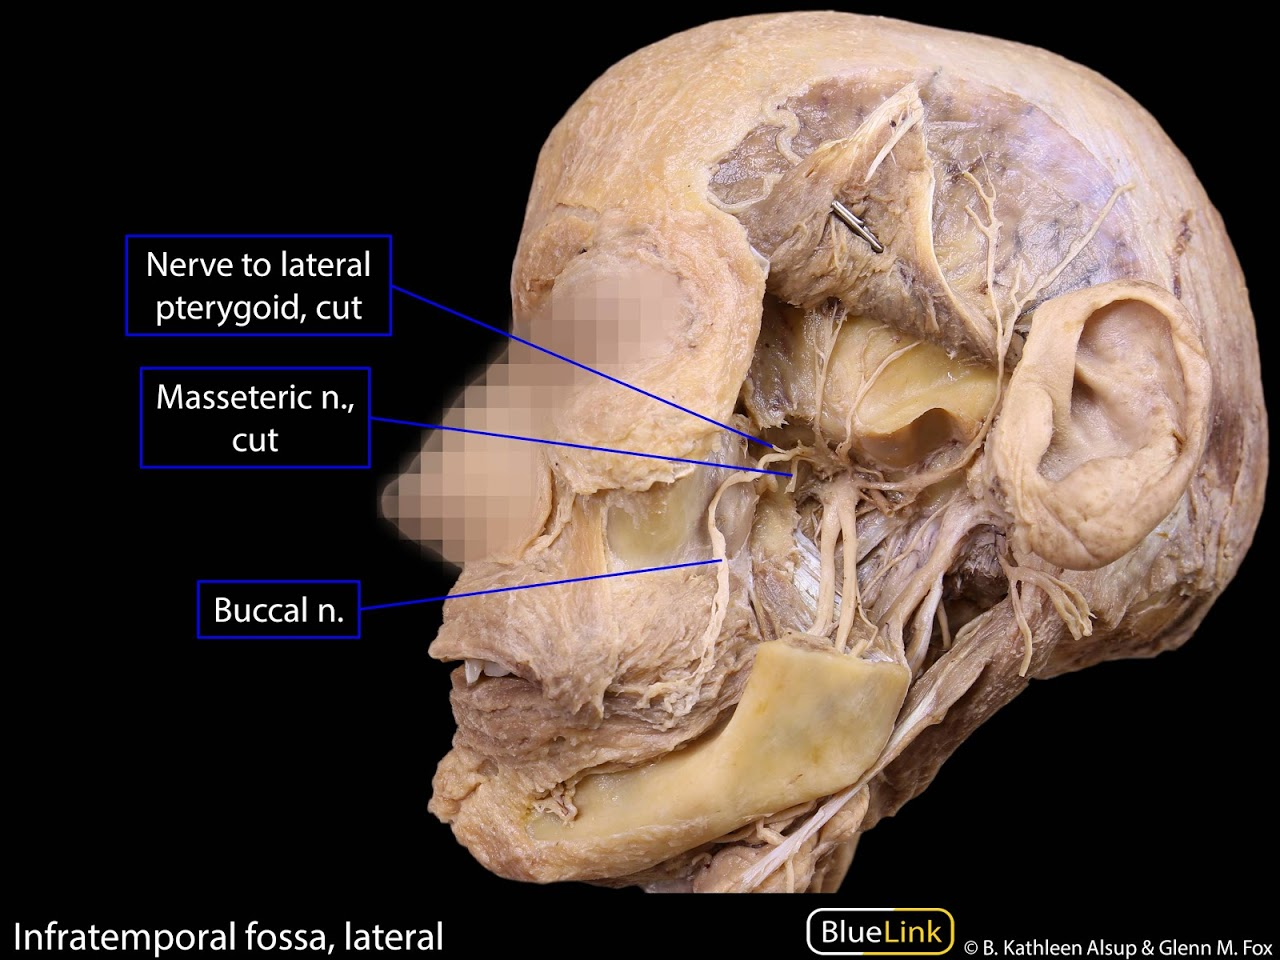 Nerve to lateral
pterygoid, cut
Masseteric n.,
cut
Buccal n.
Infratemporal fossa, lateral
BlueLink
© B. Kathleen Alsup & Glenn M. Fox